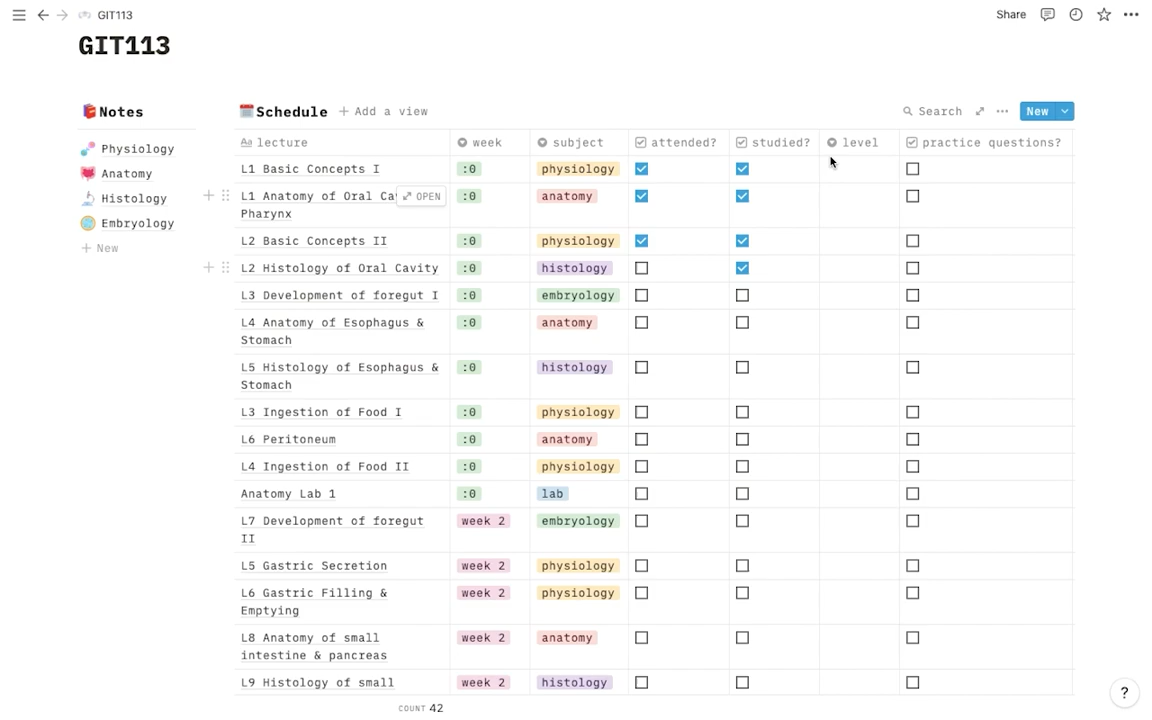 GIT113
Share
GIT113
Notes
Physiology
Anatomy
Histology
Embryology
+ New
Schedule + Add a view Search New
Aa lecture week subject attended? studied? level practice questions?
L1 Basic Concepts I :0 physiology
L1 Anatomy of Oral Ca OPEN :0 anatomy
Pharynx
L2 Basic Concepts II :0 physiology
L2 Histology of Oral Cavity :0 histology
L3 Development of foregut I :0 embryology
L4 Anatomy of Esophagus & :0 anatomy
Stomach
L5 Histology of Esophagus & :0 histology
Stomach
L3 Ingestion of Food I :0 physiology
L6 Peritoneum :0 anatomy
L4 Ingestion of Food II :0 physiology
Anatomy Lab 1 :0 lab
L7 Development of foregut week 2 embryology
II
L5 Gastric Secretion week 2 physiology
L6 Gastric Filling & week 2 physiology
Emptying
L8 Anatomy of small week 2 anatomy
intestine & pancreas
L9 Histology of small week 2 histology
COUNT 42
?